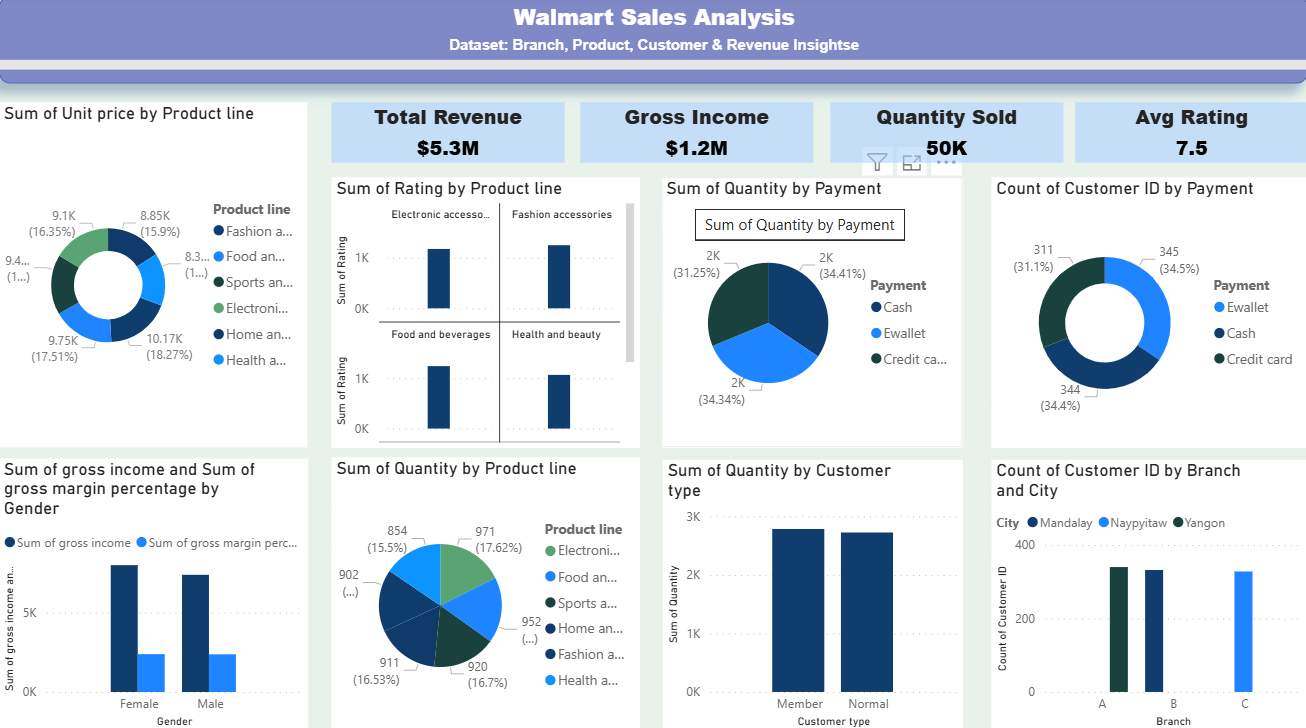 Walmart Sales Analysis
Dataset: Branch, Product, Customer & Revenue Insightse
Sum of Unit price by Product line
9.1K
(16.35%)
8.85K
(15.9%)
8.3...
(1...)
9.4...
(1...)
9.75K
(17.51%)
10.17K
(18.27%)
Product line
Fashion a...
Food an...
Sports an...
Electroni...
Home an...
Health a...
Total Revenue
$5.3M
Gross Income
$1.2M
Quantity Sold
50K
Avg Rating
7.5
Sum of Rating by Product line
Electronic accesso...
Fashion accessories
Sum of Rating
1K
0K
Food and beverages
Health and beauty
Sum of Rating
1K
0K
Sum of Quantity by Payment
Sum of Quantity by Payment
2K
(31.25%)
2K
(34.41%)
2K
(34.34%)
Payment
Cash
Ewallet
Credit ca...
Count of Customer ID by Payment
311
(31.1%)
345
(34.5%)
344
(34.4%)
Payment
Ewallet
Cash
Credit card
Sum of gross income and Sum of
gross margin percentage by
Gender
Sum of gross income
Sum of gross margin perc...
Sum of gross income an...
5K
0K
Female
Male
Gender
Sum of Quantity by Product line
854
(15.5%)
971
(17.62%)
902
(...)
952
(...)
911
(16.53%)
920
(16.7%)
Product line
Electroni...
Food an...
Sports a...
Home an...
Fashion a...
Health a...
Sum of Quantity by Customer
type
Sum of Quantity
3K
2K
1K
0K
Member
Normal
Customer type
Count of Customer ID by Branch
and City
City
Mandalay
Naypyitaw
Yangon
Count of Customer ID
400
200
0
A
B
C
Branch